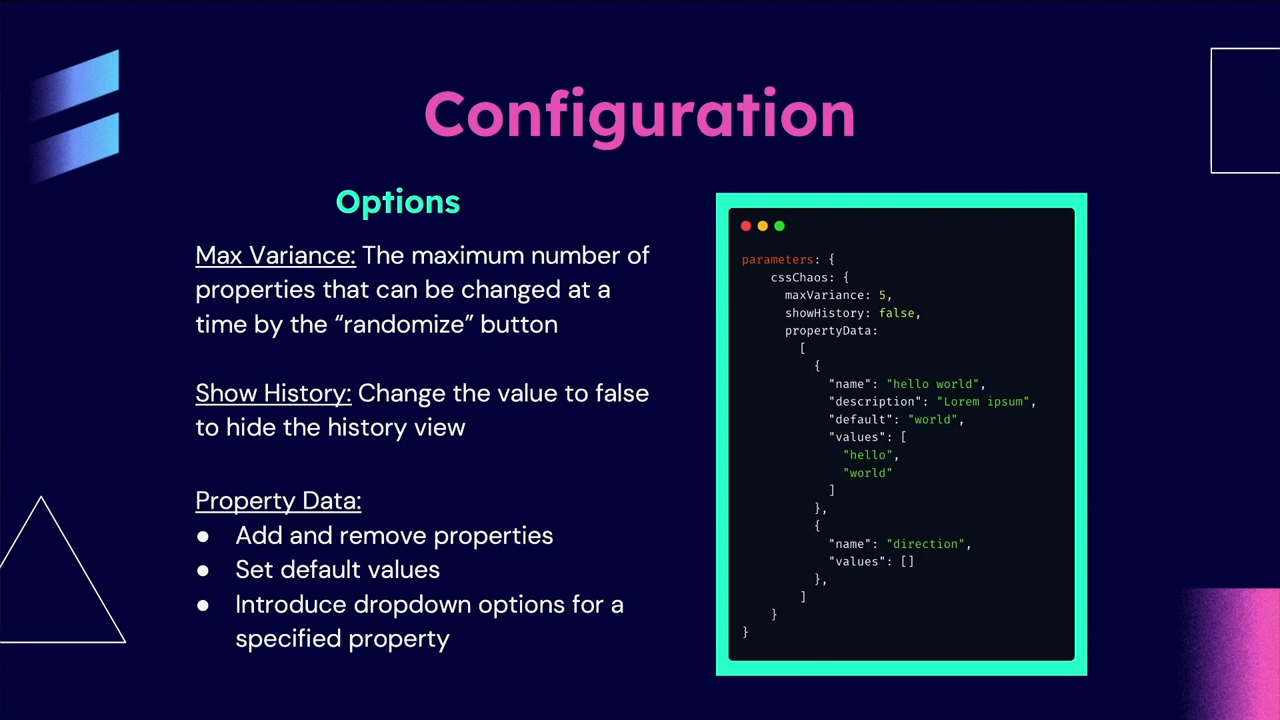 Configuration
Options
Max Variance: The maximum number of
properties that can be changed at a
time by the “randomize” button
Show History: Change the value to false
to hide the history view
Property Data:
● Add and remove properties
● Set default values
● Introduce dropdown options for a
specified property
parameters: {
cssChaos: {
maxVariance: 5,
showHistory: false,
propertyData:
[
{
"name": "hello world",
"description": "Lorem ipsum",
"default": "world",
"values": [
"hello",
"world"
]
},
{
"name": "direction",
"values": []
},
]
}
}